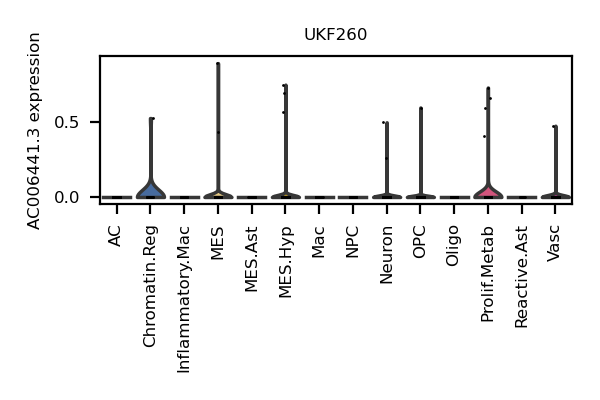 UKF260
AC006441.3 expression
0.5
0.0
AC
Chromatin.Reg
Inflammatory.Mac
MES
MES.Ast
MES.Hyp
Mac
NPC
Neuron
OPC
Oligo
Prolif.Metab
Reactive.Ast
Vasc